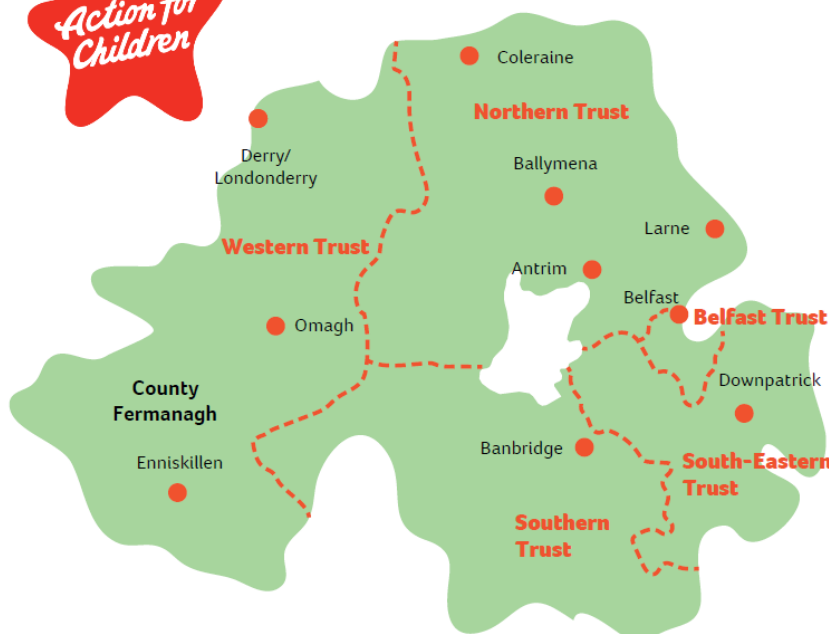 Action for
Children
Coleraine
Northern Trust
Derry/
Londonderry
Ballymena
Larne
Western Trust
Antrim
Belfast
Belfast Trust
Omagh
County
Fermanagh
Downpatrick
Banbridge
Enniskillen
South-Eastern
Trust
Southern
Trust